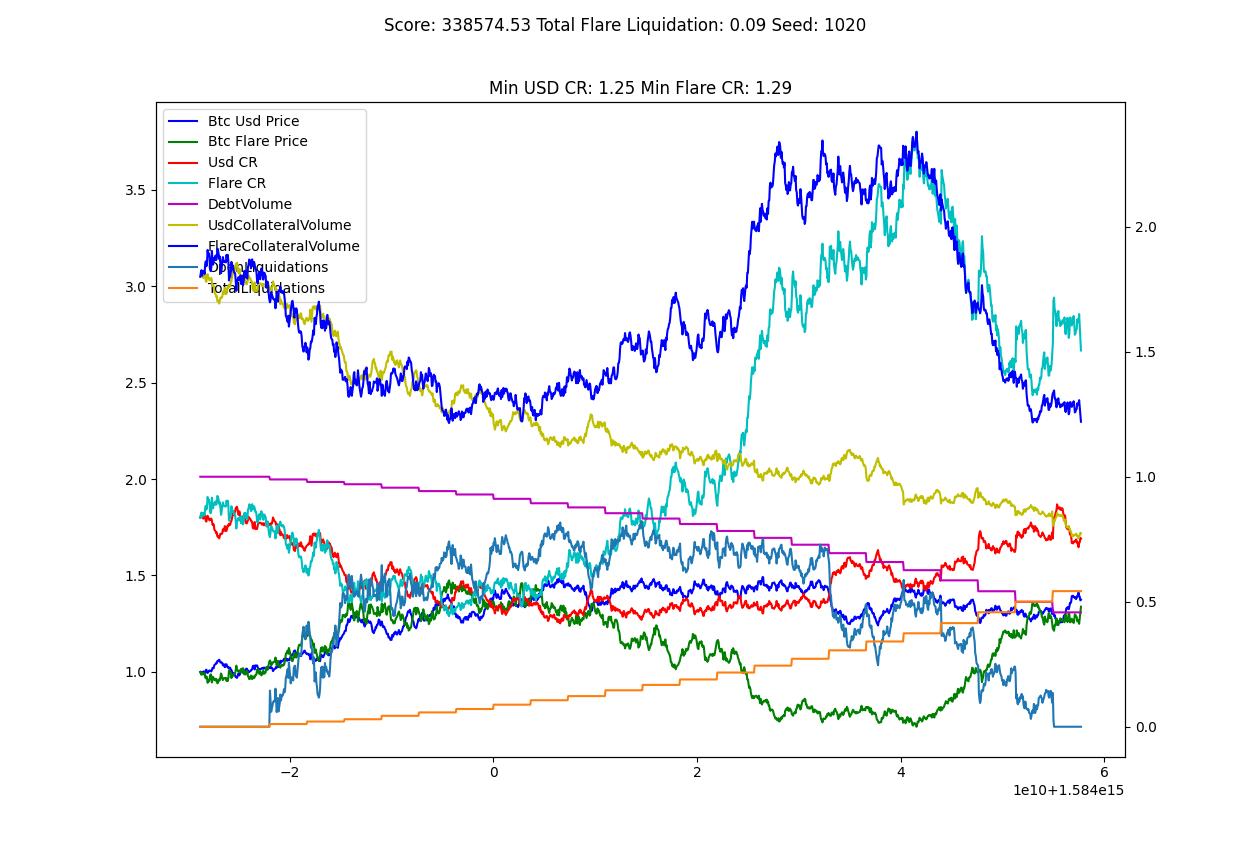 Score: 338574.53 Total Flare Liquidation: 0.09 Seed: 1020
Min USD CR: 1.25 Min Flare CR: 1.29
Btc Usd Price
Btc Flare Price
Usd CR
Flare CR
DebtVolume
UsdCollateralVolume
FlareCollateralVolume
OpenLiquidations
TotalLiquidations
3.5
3.0
2.5
2.0
1.5
1.0
2.0
1.5
1.0
0.5
0.0
−2
0
2
4
6
1e10+1.584e15